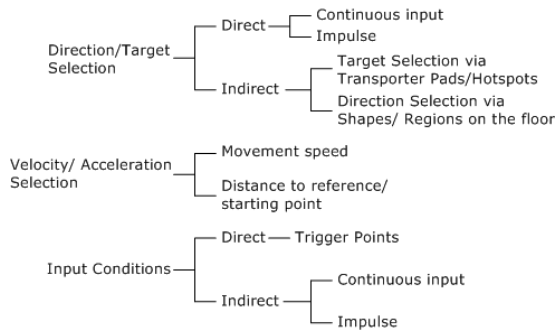 Direction/Target
Selection
Direct
Continuous input
Impulse
Indirect
Target Selection via
Transporter Pads/Hotspots
Direction Selection via
Shapes/ Regions on the floor
Velocity/ Acceleration
Selection
Movement speed
Distance to reference/
starting point
Input Conditions
Direct
Trigger Points
Indirect
Continuous input
Impulse